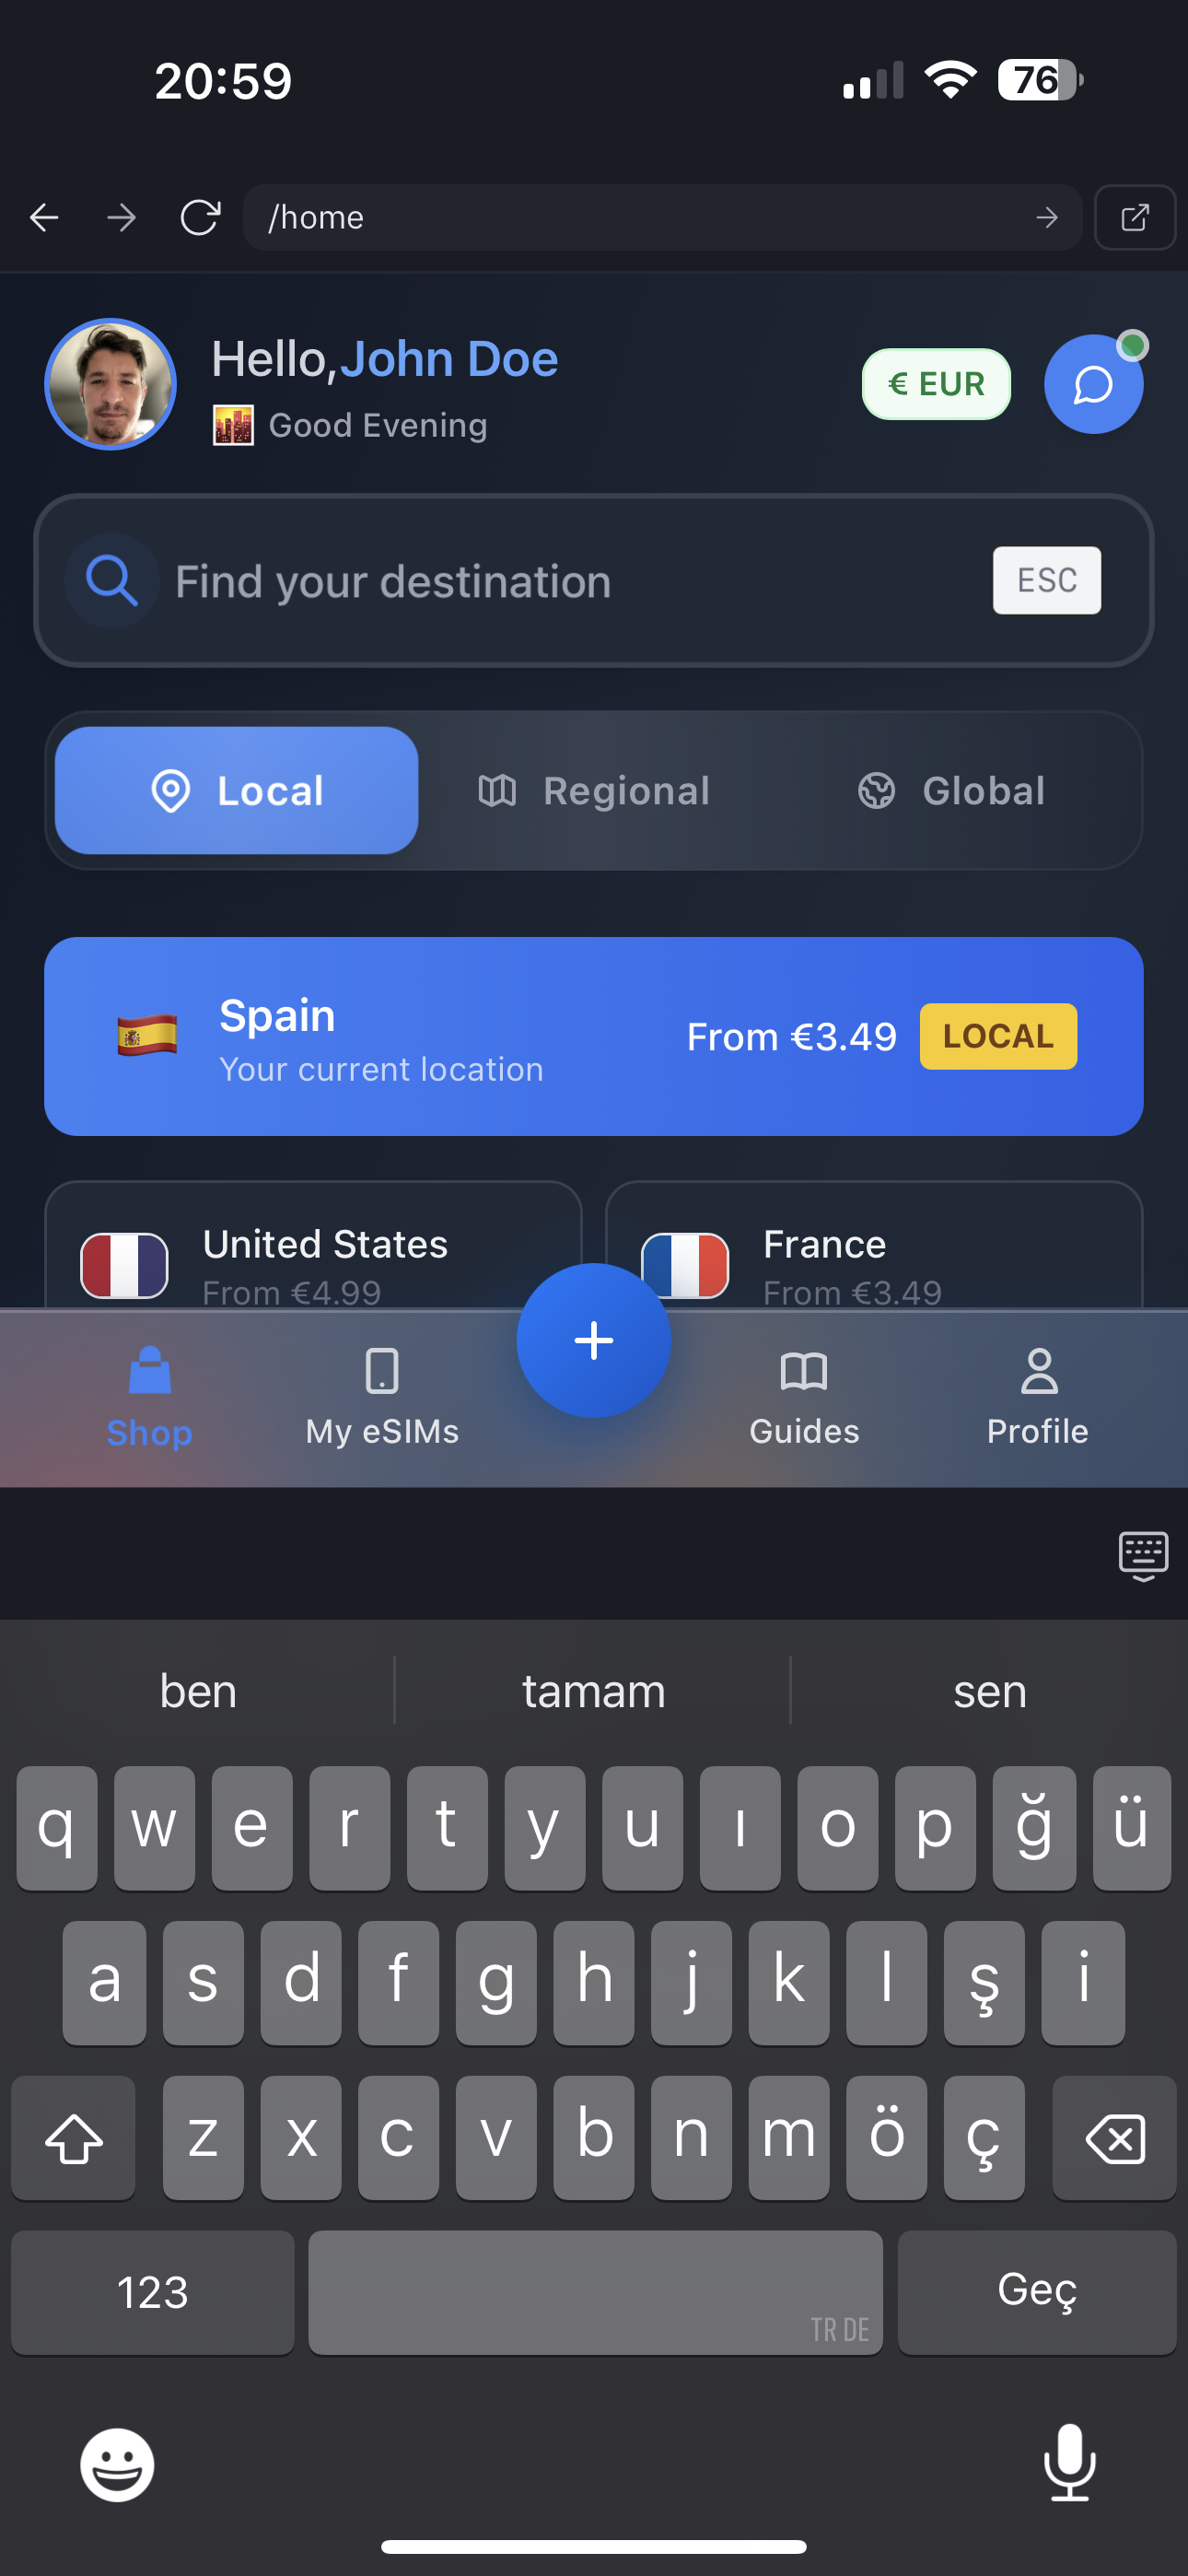 20:59
76
/home
Hello,John Doe
Good Evening
€ EUR
Find your destination
ESC
Local
Regional
Global
Spain
Your current location
From €3.49
LOCAL
United States
From €4.99
France
From €3.49
Shop
My eSIMs
Guides
Profile
ben tamam sen
q w e r t y u ı o p ğ ü
a s d f g h j k l ş i
z x c v b n m ö ç
123
TR DE
Geç